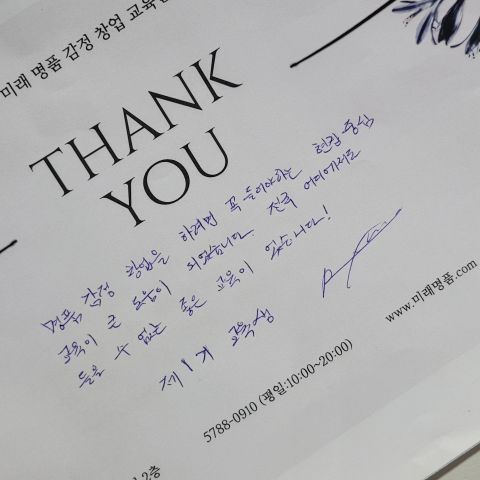 미래 명품 감정 창업 교육
THANK
YOU
명품 감정 창업을 하려면 꼭 들어야하는 현장 중심
교육이 큰 도움이 되었습니다. 전국 어디에서도
들을 수 없는 좋은 교육이 었습니다!
제 1기 교육생
www.미래명품.com
5788-0910 (평일:10:00~20:00)
2층